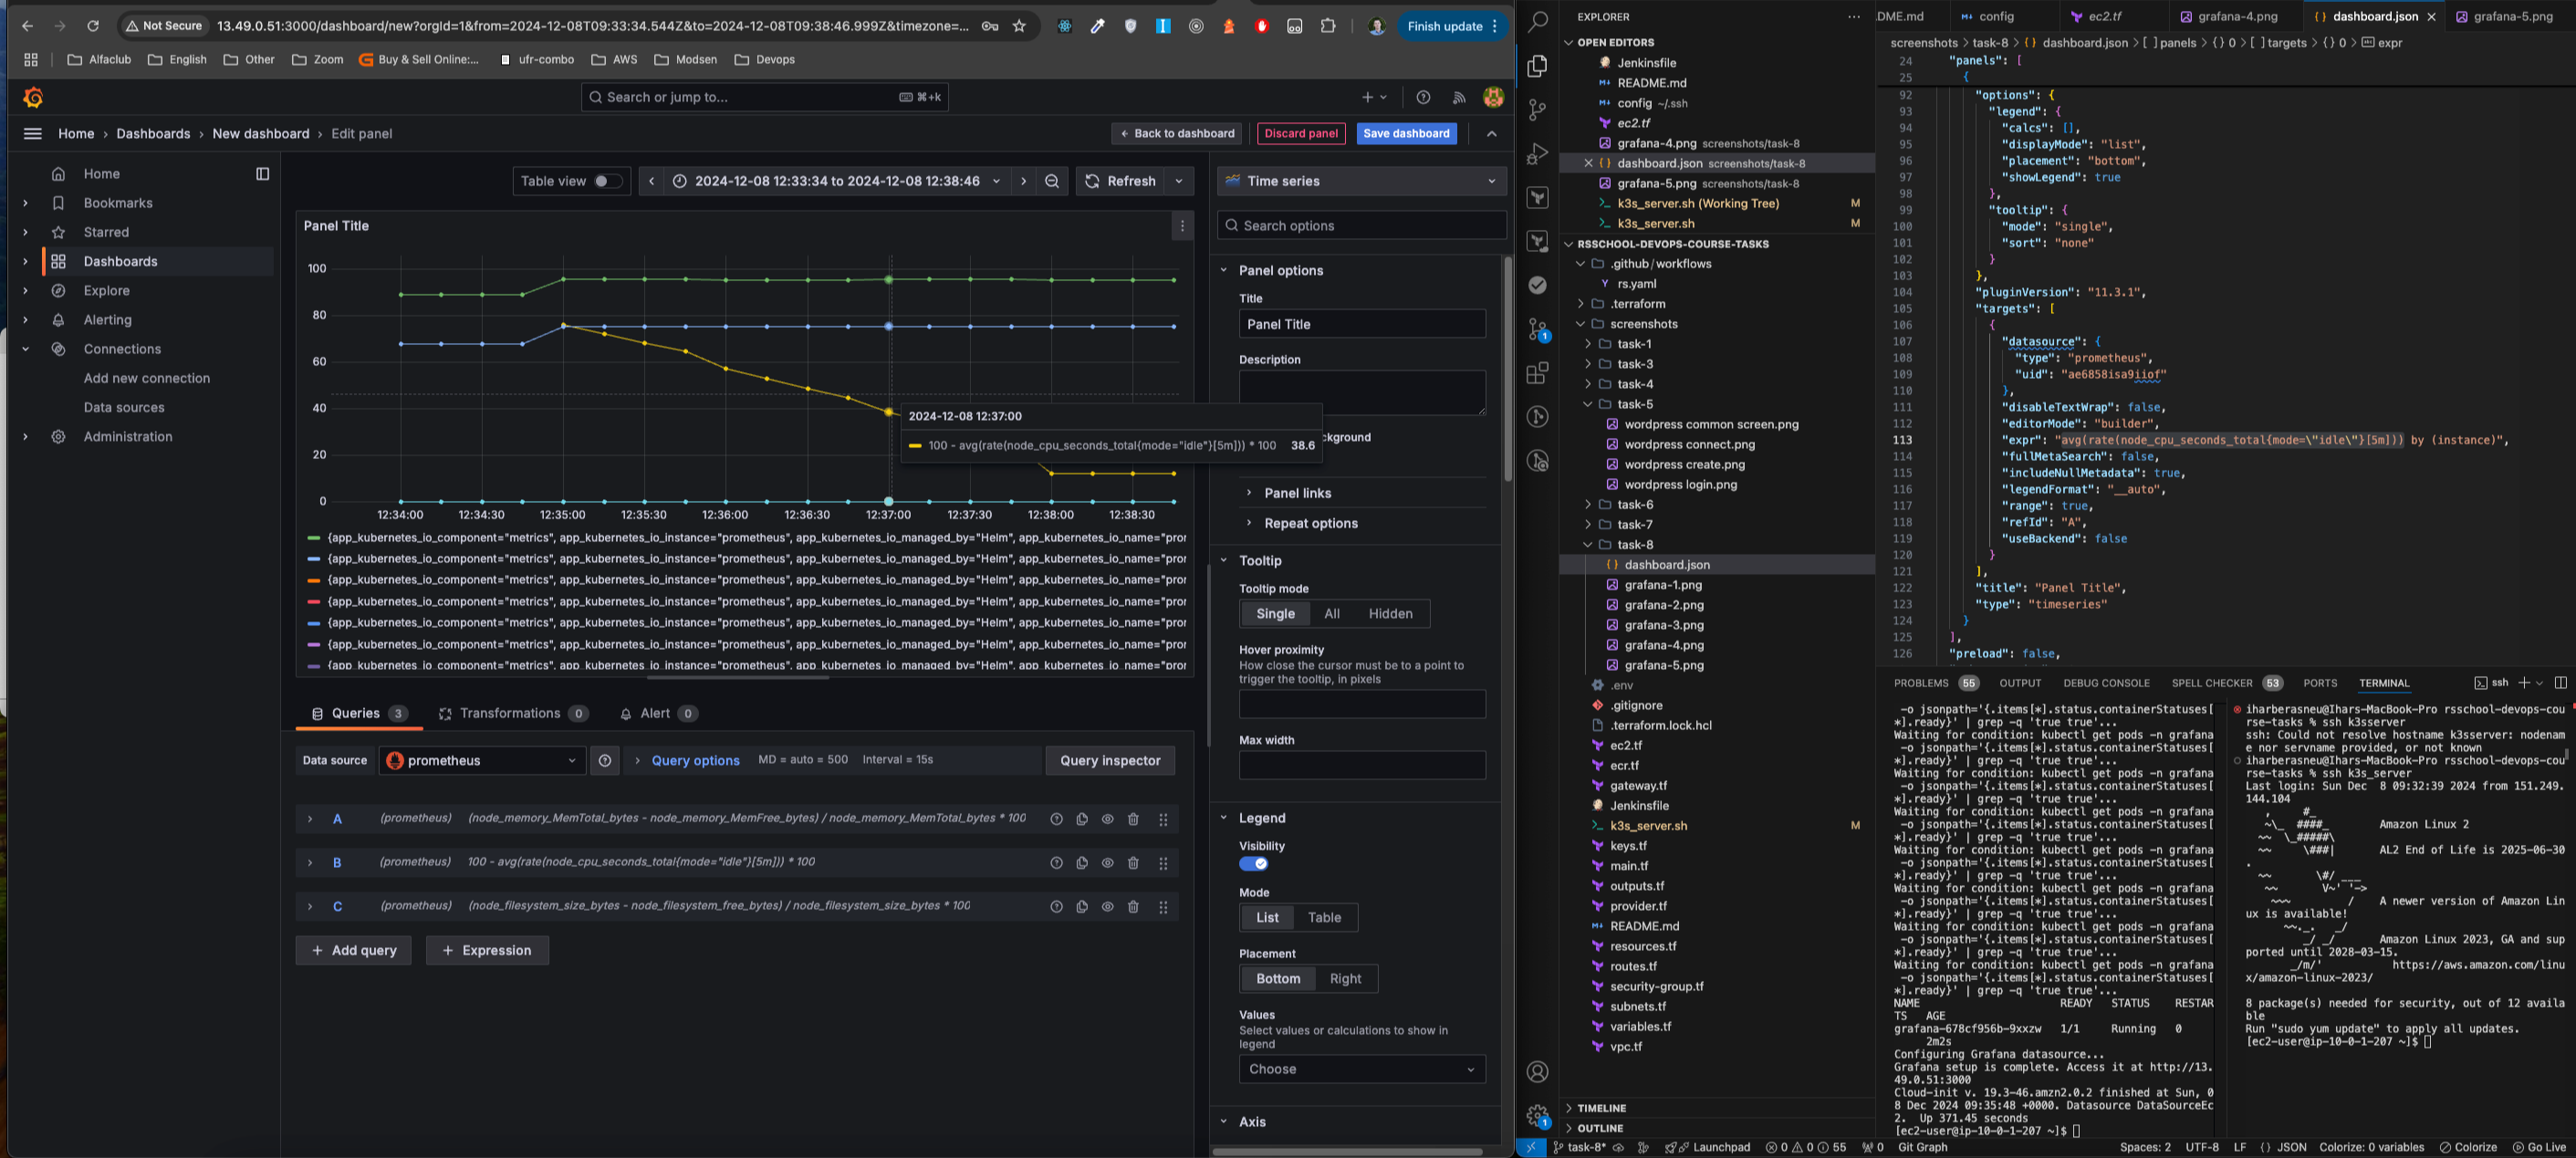 Not Secure 13.49.0.51:3000/dashboard/new?orgId=1&from=2024-12-08T09:33:34.544Z&to=2024-12-08T09:38:46.999Z&timezone=... Finish update
Alfaclub English Other Zoom Buy & Sell Online:... ufr-combo AWS Modsen Devops
Search or jump to... ⌘+k
Home › Dashboards › New dashboard › Edit panel
Back to dashboard Discard panel Save dashboard
Home
Bookmarks
Starred
Dashboards
Explore
Alerting
Connections
Add new connection
Data sources
Administration
Table view 2024-12-08 12:33:34 to 2024-12-08 12:38:46 Refresh
Panel Title
100
80
60
40
20
0
12:34:00 12:34:30 12:35:00 12:35:30 12:36:00 12:36:30 12:37:00 12:37:30 12:38:00 12:38:30
2024-12-08 12:37:00
100 - avg(rate(node_cpu_seconds_total{mode="idle"}[5m])) * 100 38.6
{app_kubernetes_io_component="metrics", app_kubernetes_io_instance="prometheus", app_kubernetes_io_managed_by="Helm", app_kubernetes_io_name="pror
{app_kubernetes_io_component="metrics", app_kubernetes_io_instance="prometheus", app_kubernetes_io_managed_by="Helm", app_kubernetes_io_name="pror
{app_kubernetes_io_component="metrics", app_kubernetes_io_instance="prometheus", app_kubernetes_io_managed_by="Helm", app_kubernetes_io_name="pror
{app_kubernetes_io_component="metrics", app_kubernetes_io_instance="prometheus", app_kubernetes_io_managed_by="Helm", app_kubernetes_io_name="pror
{app_kubernetes_io_component="metrics", app_kubernetes_io_instance="prometheus", app_kubernetes_io_managed_by="Helm", app_kubernetes_io_name="pror
{app_kubernetes_io_component="metrics", app_kubernetes_io_instance="prometheus", app_kubernetes_io_managed_by="Helm", app_kubernetes_io_name="pror
{app_kubernetes_io_component="metrics", app_kubernetes_io_instance="prometheus", app_kubernetes_io_managed_by="Helm", app_kubernetes_io_name="pror
Queries 3 Transformations 0 Alert 0
Data source prometheus Query options MD = auto = 500 Interval = 15s Query inspector
A (prometheus) (node_memory_MemTotal_bytes - node_memory_MemFree_bytes) / node_memory_MemTotal_bytes * 100
B (prometheus) 100 - avg(rate(node_cpu_seconds_total{mode="idle"}[5m])) * 100
C (prometheus) (node_filesystem_size_bytes - node_filesystem_free_bytes) / node_filesystem_size_bytes * 100
+ Add query + Expression
Time series
Search options
Panel options
Title
Panel Title
Description
ckground
Panel links
Repeat options
Tooltip
Tooltip mode
Single All Hidden
Hover proximity
How close the cursor must be to a point to
trigger the tooltip, in pixels
Max width
Legend
Visibility
Mode
List Table
Placement
Bottom Right
Values
Select values or calculations to show in
legend
Choose
Axis
EXPLORER
OPEN EDITORS
Jenkinsfile
README.md
config ~/.ssh
ec2.tf
grafana-4.png screenshots/task-8
dashboard.json screenshots/task-8
grafana-5.png screenshots/task-8
k3s_server.sh (Working Tree) M
k3s_server.sh M
RSSCHOOL-DEVOPS-COURSE-TASKS
.github/workflows
rs.yaml
.terraform
screenshots
task-1
task-3
task-4
task-5
wordpress common screen.png
wordpress connect.png
wordpress create.png
wordpress login.png
task-6
task-7
task-8
dashboard.json
grafana-1.png
grafana-2.png
grafana-3.png
grafana-4.png
grafana-5.png
.env
.gitignore
.terraform.lock.hcl
ec2.tf
ecr.tf
gateway.tf
Jenkinsfile
k3s_server.sh M
keys.tf
main.tf
outputs.tf
provider.tf
README.md
resources.tf
routes.tf
security-group.tf
subnets.tf
variables.tf
vpc.tf
TIMELINE
OUTLINE
DME.md config ec2.tf grafana-4.png dashboard.json grafana-5.png
screenshots > task-8 > {} dashboard.json > [ ] panels > {} 0 > [ ] targets > {} 0 > expr
24 "panels": [
25 {
92 "options": {
93 "legend": {
94 "calcs": [],
95 "displayMode": "list",
96 "placement": "bottom",
97 "showLegend": true
98 },
99 "tooltip": {
100 "mode": "single",
101 "sort": "none"
102 }
103 },
104 "pluginVersion": "11.3.1",
105 "targets": [
106 {
107 "datasource": {
108 "type": "prometheus",
109 "uid": "ae6858isa9iiof"
110 },
111 "disableTextWrap": false,
112 "editorMode": "builder",
113 "expr": "avg(rate(node_cpu_seconds_total{mode=\"idle\"}[5m])) by (instance)",
114 "fullMetaSearch": false,
115 "includeNullMetadata": true,
116 "legendFormat": "__auto",
117 "range": true,
118 "refId": "A",
119 "useBackend": false
120 }
121 ],
122 "title": "Panel Title",
123 "type": "timeseries"
124 }
125 ],
126 "preload": false,
PROBLEMS 55 OUTPUT DEBUG CONSOLE SPELL CHECKER 53 PORTS TERMINAL ssh
-o jsonpath='{.items[*].status.containerStatuses[
*].ready}' | grep -q 'true true'...
Waiting for condition: kubectl get pods -n grafana
-o jsonpath='{.items[*].status.containerStatuses[
*].ready}' | grep -q 'true true'...
Waiting for condition: kubectl get pods -n grafana
-o jsonpath='{.items[*].status.containerStatuses[
*].ready}' | grep -q 'true true'...
Waiting for condition: kubectl get pods -n grafana
-o jsonpath='{.items[*].status.containerStatuses[
*].ready}' | grep -q 'true true'...
Waiting for condition: kubectl get pods -n grafana
-o jsonpath='{.items[*].status.containerStatuses[
*].ready}' | grep -q 'true true'...
Waiting for condition: kubectl get pods -n grafana
-o jsonpath='{.items[*].status.containerStatuses[
*].ready}' | grep -q 'true true'...
Waiting for condition: kubectl get pods -n grafana
-o jsonpath='{.items[*].status.containerStatuses[
*].ready}' | grep -q 'true true'...
Waiting for condition: kubectl get pods -n grafana
-o jsonpath='{.items[*].status.containerStatuses[
*].ready}' | grep -q 'true true'...
NAME READY STATUS RESTAR
TS AGE
grafana-678cf956b-9xxzw 1/1 Running 0
2m2s
Configuring Grafana datasource...
Grafana setup is complete. Access it at http://13.
49.0.51:3000
Cloud-init v. 19.3-46.amzn2.0.2 finished at Sun, 0
8 Dec 2024 09:35:48 +0000. Datasource DataSourceEc
2. Up 371.45 seconds
[ec2-user@ip-10-0-1-207 ~]$
iharberasneu@Ihars-MacBook-Pro rsschool-devops-cou
rse-tasks % ssh k3sserver
ssh: Could not resolve hostname k3sserver: nodenam
e nor servname provided, or not known
iharberasneu@Ihars-MacBook-Pro rsschool-devops-cou
rse-tasks % ssh k3s_server
Last login: Sun Dec 8 09:32:39 2024 from 151.249.
144.104
, #_
~\_ ####_ Amazon Linux 2
~~ \_#####\
~~ \###| AL2 End of Life is 2025-06-30
.
~~ \#/ ___
~~ V~' '->
~~~ / A newer version of Amazon Lin
ux is available!
~~._. _/
_/ _/ Amazon Linux 2023, GA and sup
ported until 2028-03-15.
_/m/' https://aws.amazon.com/linu
x/amazon-linux-2023/
8 package(s) needed for security, out of 12 availa
ble
Run "sudo yum update" to apply all updates.
[ec2-user@ip-10-0-1-207 ~]$
task-8* Launchpad 0 0 55 0 Git Graph Spaces: 2 UTF-8 LF {} JSON Colorize: 0 variables Colorize Go Live